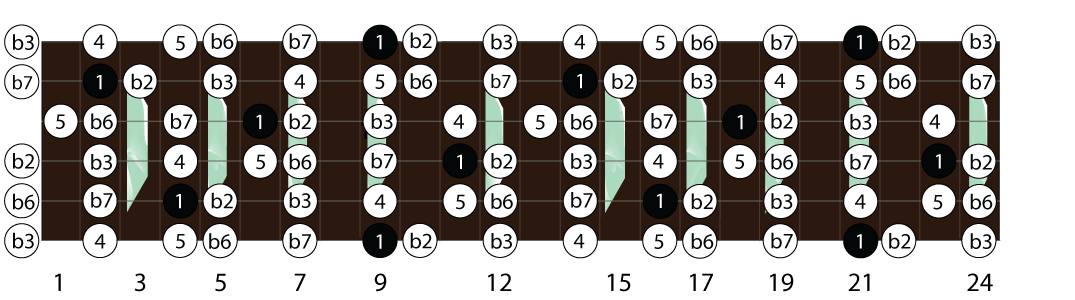 b3 4 5 b6 b7 1 b2 b3 4 5 b6 b7 1 b2 b3
b7 1 b2 b3 4 5 b6 b7 1 b2 b3 4 5 b6 b7
5 b6 b7 1 b2 b3 4 5 b6 b7 1 b2 b3 4
b2 b3 4 5 b6 b7 1 b2 b3 4 5 b6 b7 1 b2
b6 b7 1 b2 b3 4 5 b6 b7 1 b2 b3 4 5 b6
b3 4 5 b6 b7 1 b2 b3 4 5 b6 b7 1 b2 b3
1 3 5 7 9 12 15 17 19 21 24